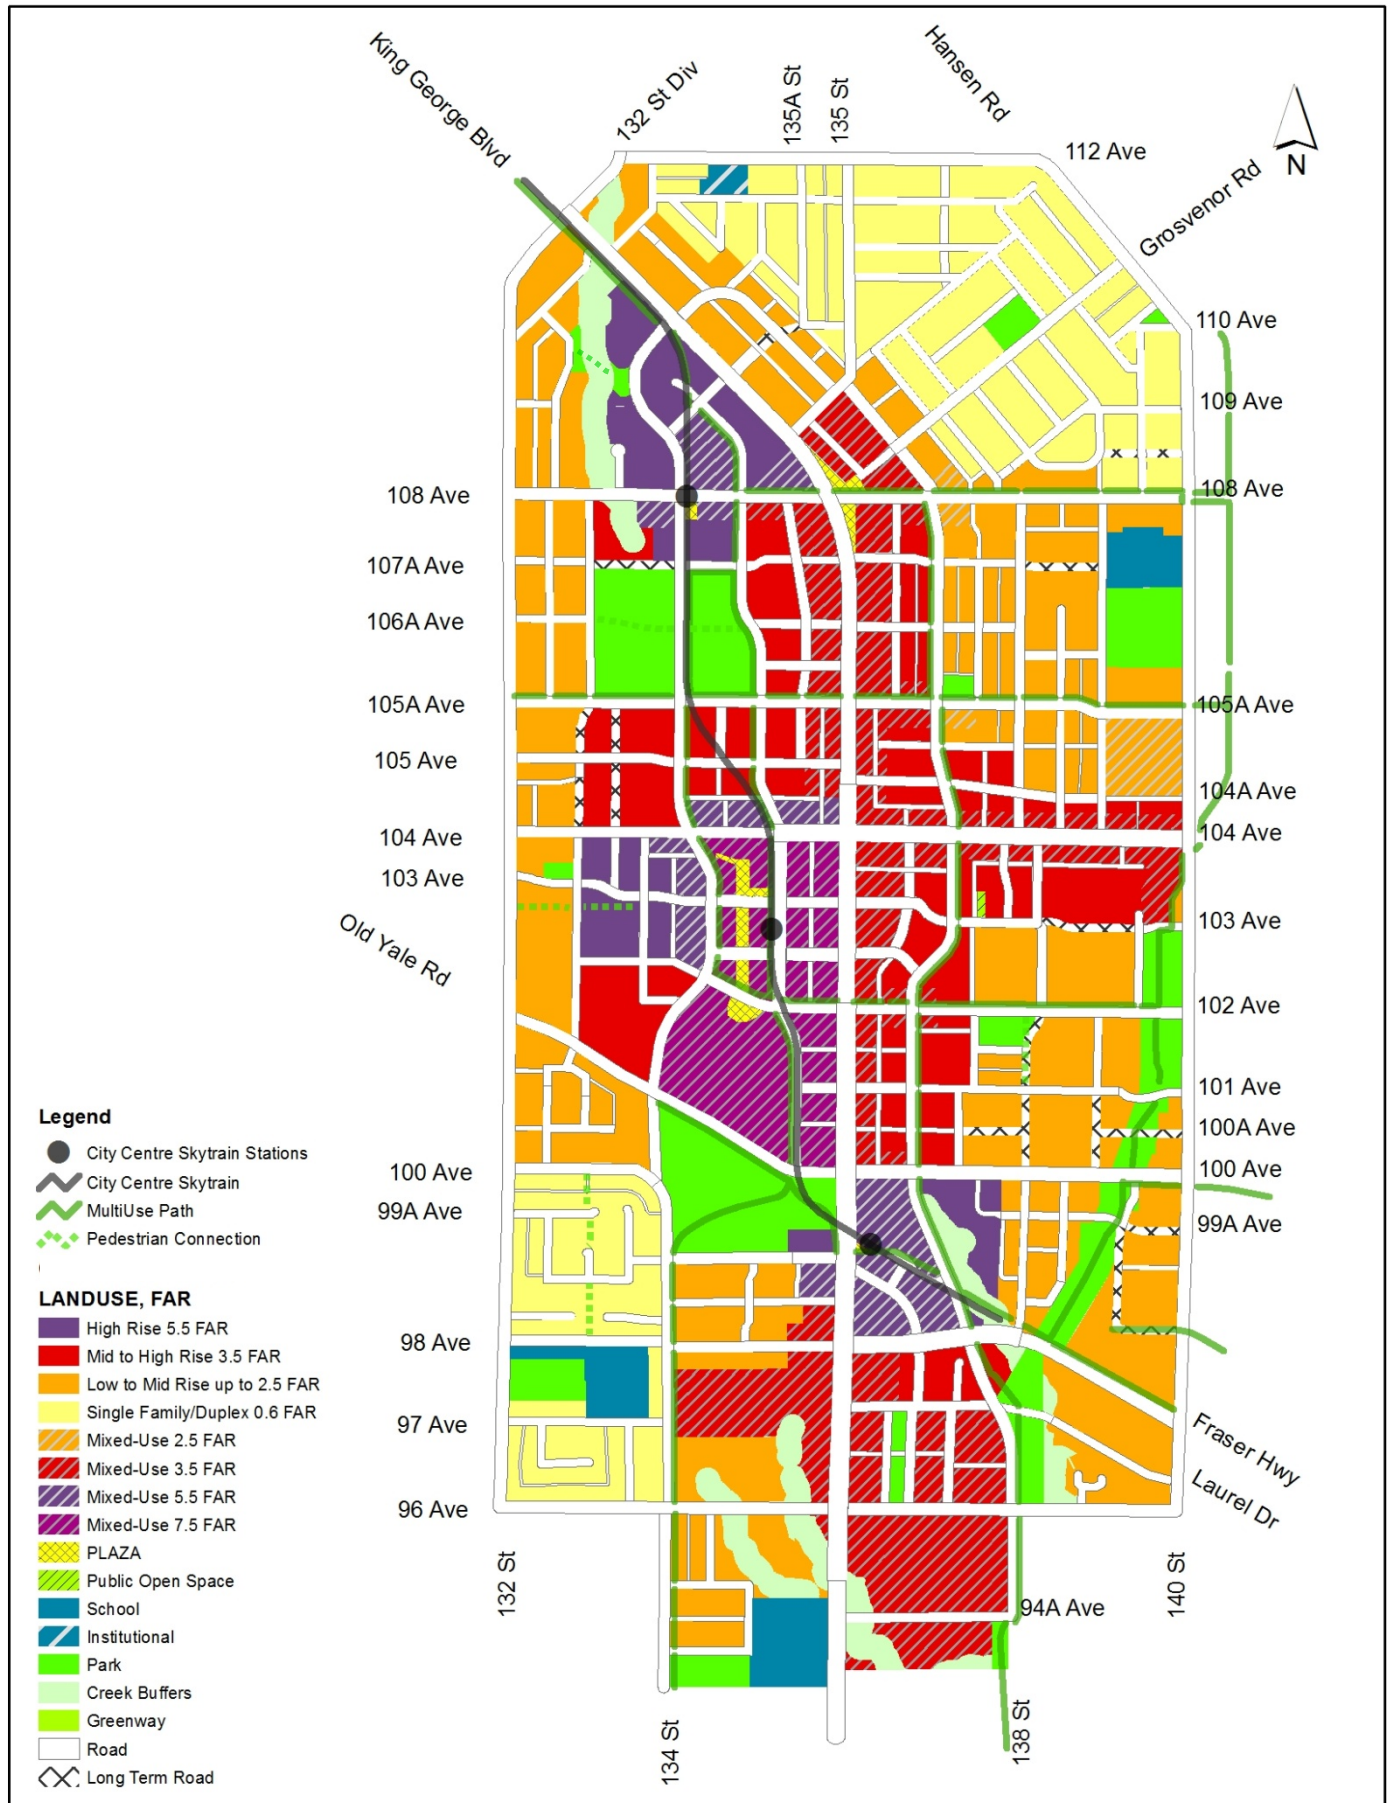 King George Blvd
132 St Div
135A St
135 St
Hansen Rd
112 Ave
Grosvenor Rd
N
110 Ave
109 Ave
108 Ave
108 Ave
107A Ave
106A Ave
105A Ave
105A Ave
105 Ave
104A Ave
104 Ave
104 Ave
103 Ave
103 Ave
Old Yale Rd
102 Ave
101 Ave
100A Ave
100 Ave
100 Ave
99A Ave
99A Ave
98 Ave
97 Ave
Fraser Hwy
Laurel Dr
96 Ave
132 St
140 St
94A Ave
134 St
138 St
Legend
City Centre Skytrain Stations
City Centre Skytrain
MultiUse Path
Pedestrian Connection
LANDUSE, FAR
High Rise 5.5 FAR
Mid to High Rise 3.5 FAR
Low to Mid Rise up to 2.5 FAR
Single Family/Duplex 0.6 FAR
Mixed-Use 2.5 FAR
Mixed-Use 3.5 FAR
Mixed-Use 5.5 FAR
Mixed-Use 7.5 FAR
PLAZA
Public Open Space
School
Institutional
Park
Creek Buffers
Greenway
Road
Long Term Road